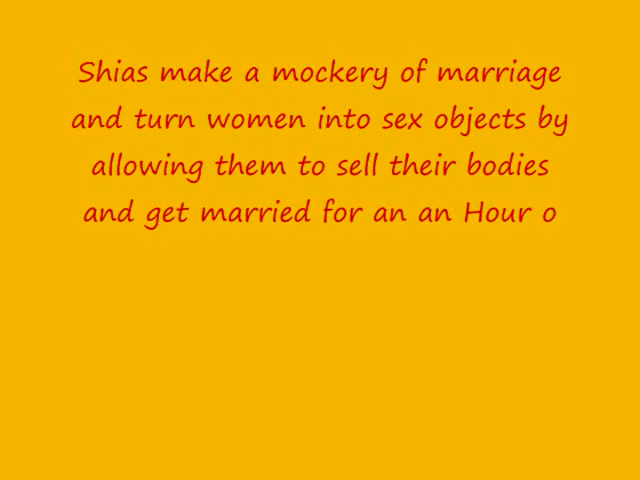 Shias make a mockery of marriage
and turn women into sex objects by
allowing them to sell their bodies
and get married for an an Hour o